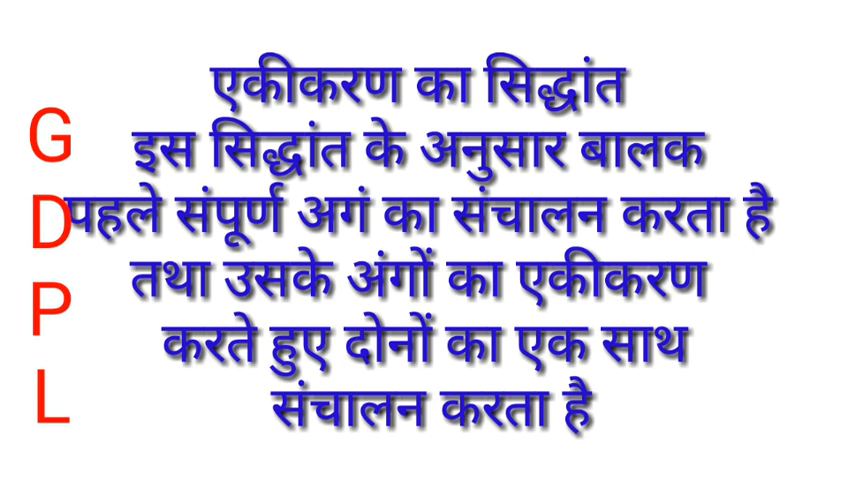 एकीकरण का सिद्धांत
इस सिद्धांत के अनुसार बालक
पहले संपूर्ण अगं का संचालन करता है
तथा उसके अंगों का एकीकरण
करते हुए दोनों का एक साथ
संचालन करता है
G
D
P
L